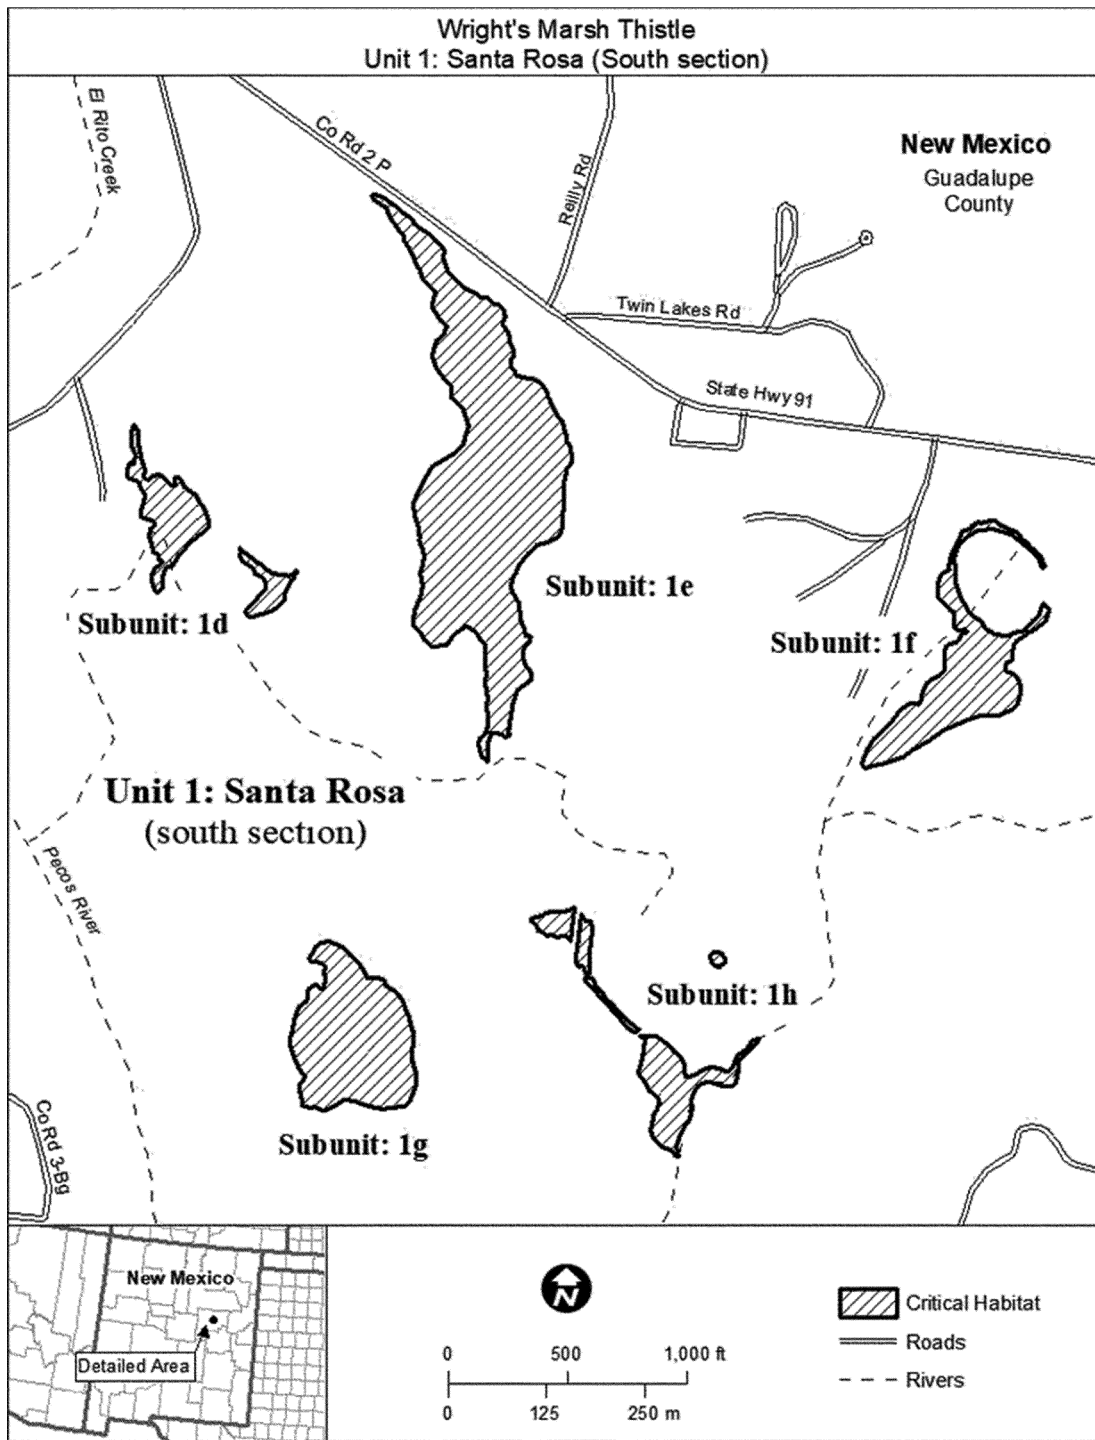 Wright's Marsh Thistle
Unit 1: Santa Rosa (South section)
El Rito Creek
Co Rd 2 P
Reilly Rd
New Mexico
Guadalupe
County
Twin Lakes Rd
State Hwy 91
Subunit: 1e
Subunit: 1d
Subunit: 1f
Unit 1: Santa Rosa
(south section)
Pecos River
Subunit: 1h
Co Rd 3-Bg
Subunit: 1g
New Mexico
Detailed Area
N
0 500 1,000 ft
0 125 250 m
Critical Habitat
Roads
Rivers